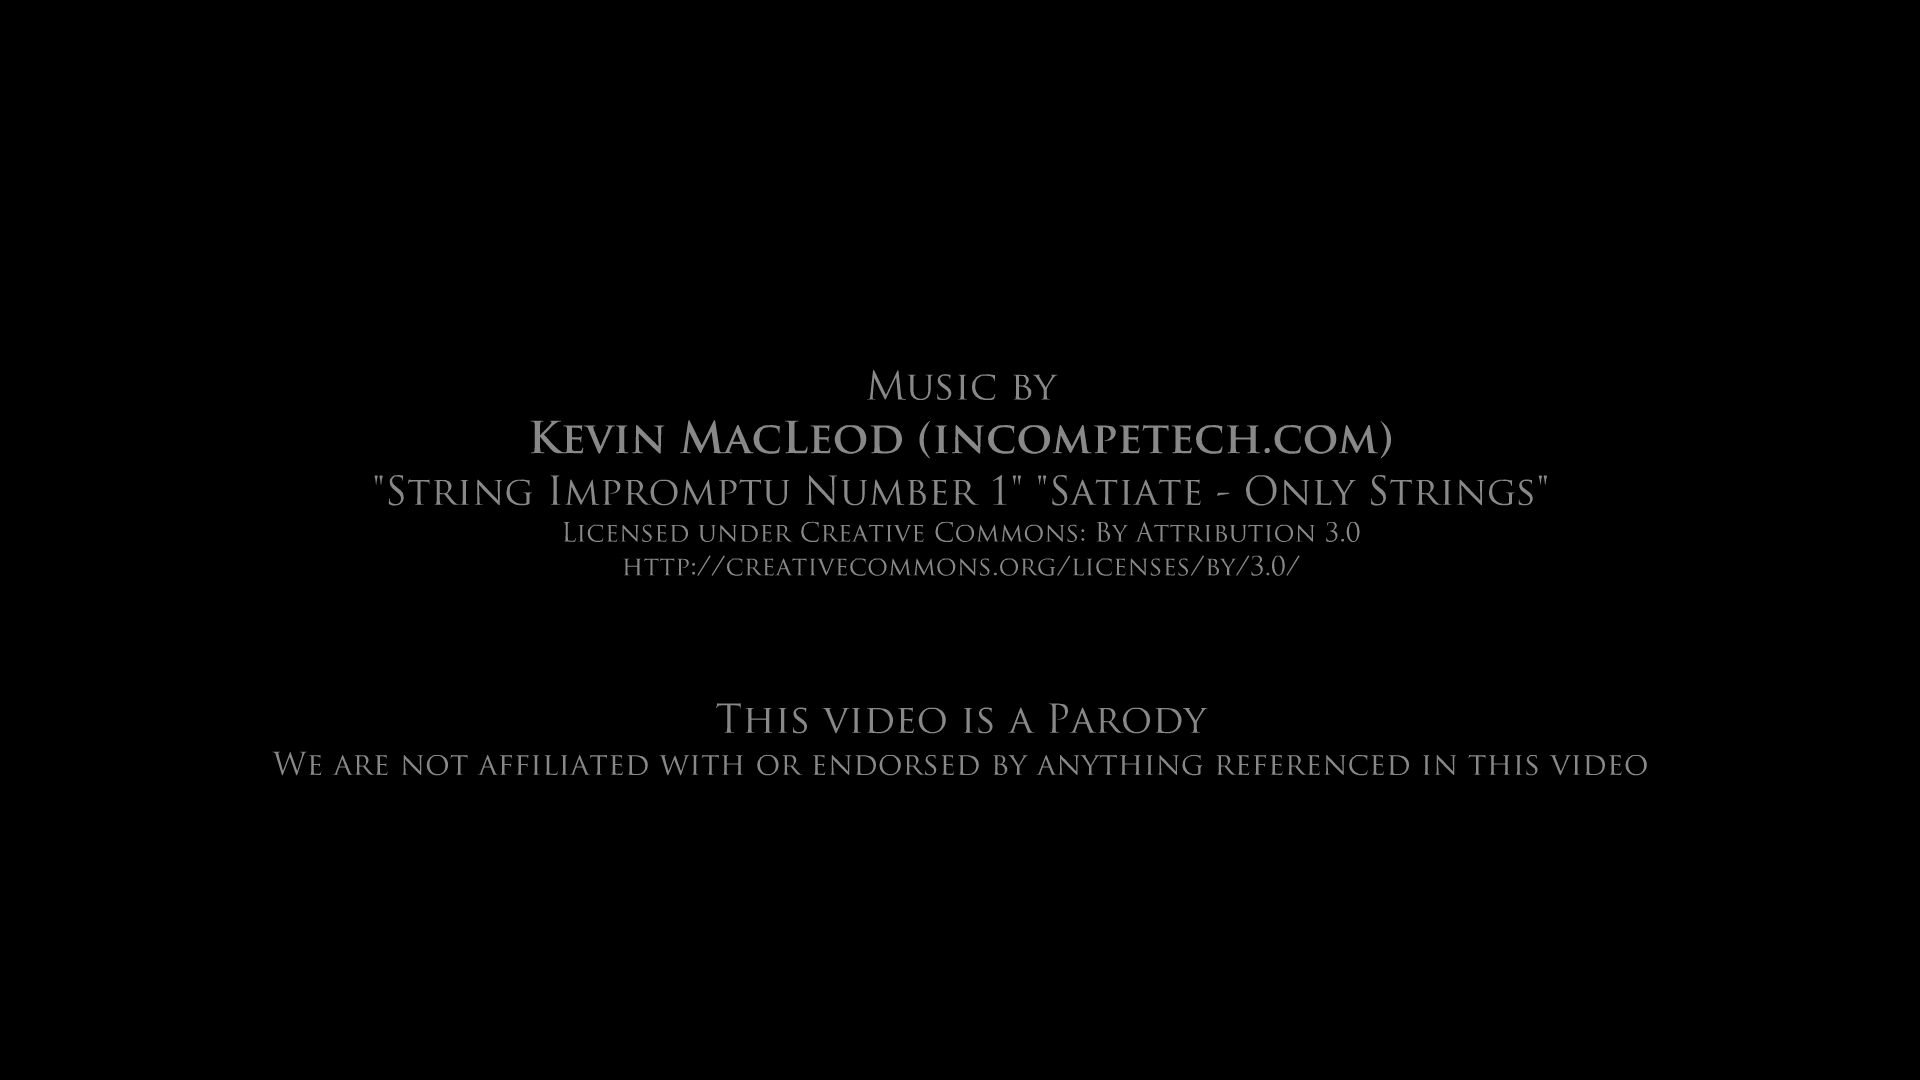 Music by
Kevin MacLeod (incompetech.com)
"String Impromptu Number 1" "Satiate - Only Strings"
Licensed under Creative Commons: By Attribution 3.0
http://creativecommons.org/licenses/by/3.0/
This video is a Parody
We are not affiliated with or endorsed by anything referenced in this video